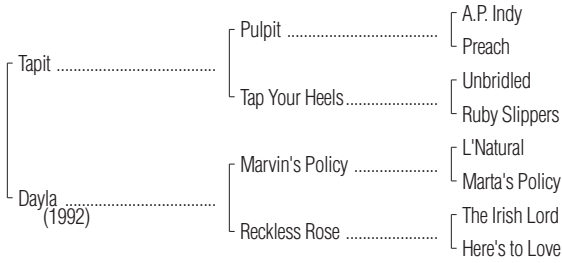 A.P. Indy
Pulpit ..........................................
Preach
Tapit ............................................
Unbridled
Tap Your Heels .........................
Ruby Slippers
L'Natural
Marvin's Policy .......................
Marta's Policy
Dayla ..........................................
(1992)
The Irish Lord
Reckless Rose .........................
Here's to Love